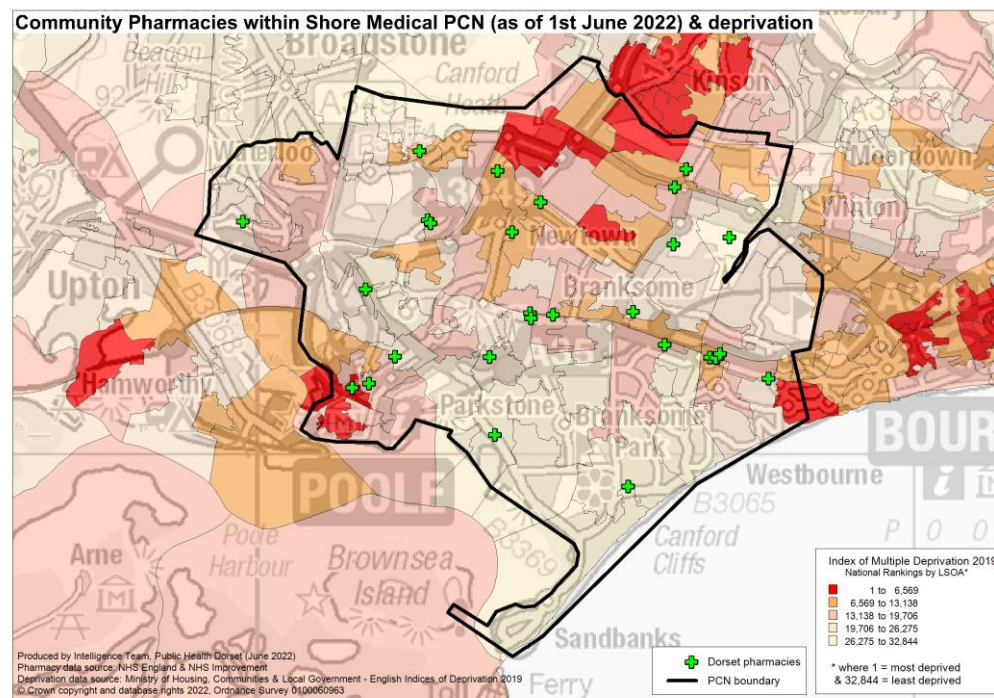 Community Pharmacies within Shore Medical PCN (as of 1st June 2022) & deprivation
Beacon
Hill
Broadstone
Canford
Heath
Kinson
92
Waterloo
Moordown
Winton
Newtown
Upton
Branksome
Hamworthy
Parkstone
Branksome
Park
POOLE
BOUR
Westbourne
B3065
Canford
Cliffs
B3369
Poole
Harbour
Arne
Brownsea
Island
Sandbanks
Ferry
Index of Multiple Deprivation 2019
National Rankings by LSOA*
1 to 6,569
6,569 to 13,138
13,138 to 19,706
19,706 to 26,275
26,275 to 32,844
* where 1 = most deprived
& 32,844 = least deprived
Dorset pharmacies
PCN boundary
Produced by Intelligence Team, Public Health Dorset (June 2022)
Pharmacy data source: NHS England & NHS Improvement
Deprivation data source: Ministry of Housing, Communities & Local Government - English Indices of Deprivation 2019
© Crown copyright and database rights 2022, Ordnance Survey 0100060963